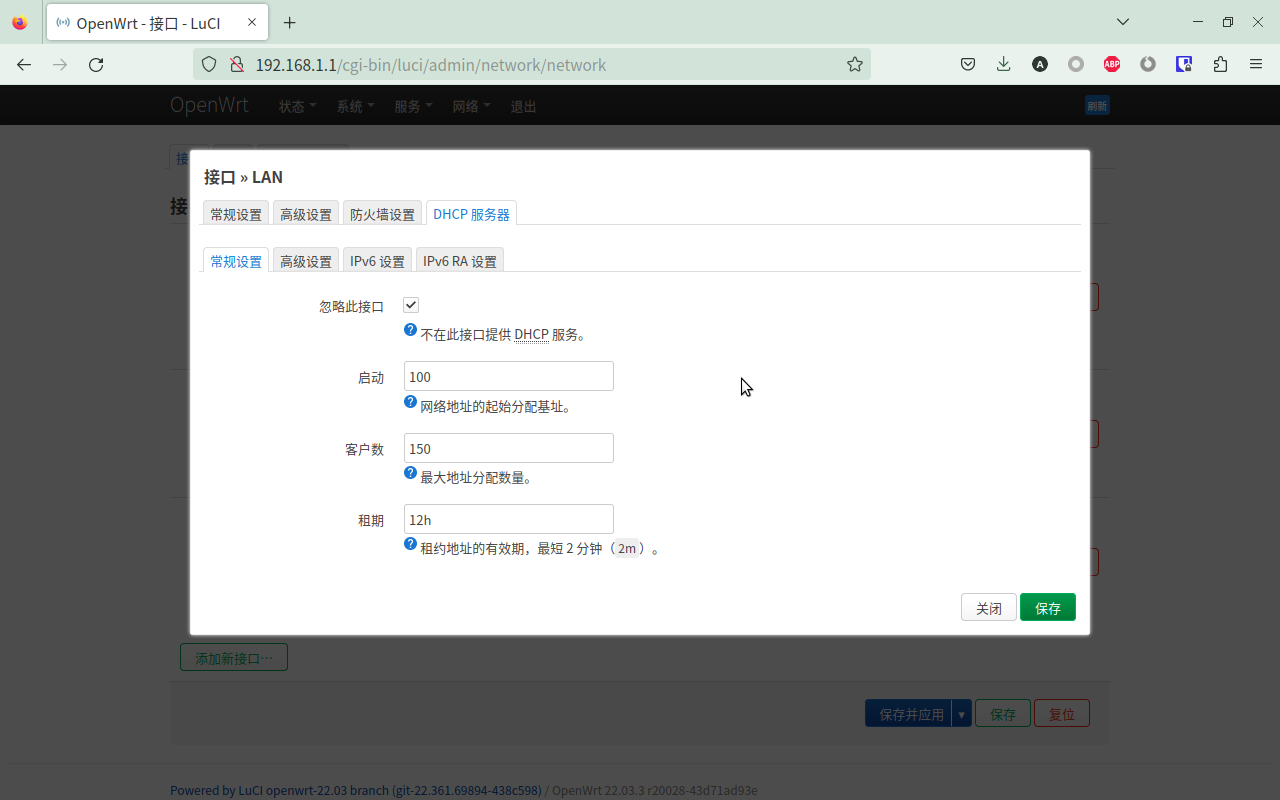 OpenWrt - 接口 - LuCI
192.168.1.1/cgi-bin/luci/admin/network/network
OpenWrt 状态 系统 服务 网络 退出 刷新
接
接口 » LAN
接
常规设置 高级设置 防火墙设置 DHCP 服务器
常规设置 高级设置 IPv6 设置 IPv6 RA 设置
忽略此接口
不在此接口提供 DHCP 服务。
启动 100
网络地址的起始分配基址。
客户数 150
最大地址分配数量。
租期 12h
租约地址的有效期，最短 2 分钟（2m）。
关闭 保存
添加新接口…
保存并应用 保存 复位
Powered by LuCI openwrt-22.03 branch (git-22.361.69894-438c598) / OpenWrt 22.03.3 r20028-43d71ad93e